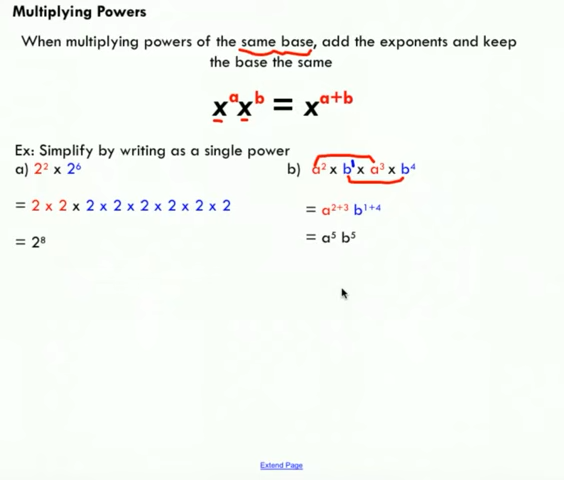 Multiplying Powers
When multiplying powers of the same base, add the exponents and keep
the base the same
xᵃxᵇ = xᵃ⁺ᵇ
Ex: Simplify by writing as a single power
a) 2² x 2⁶
= 2 x 2 x 2 x 2 x 2 x 2 x 2 x 2
= 2⁸
b) a² x b¹ x a³ x b⁴
= a²⁺³ b¹⁺⁴
= a⁵ b⁵
Extend Page